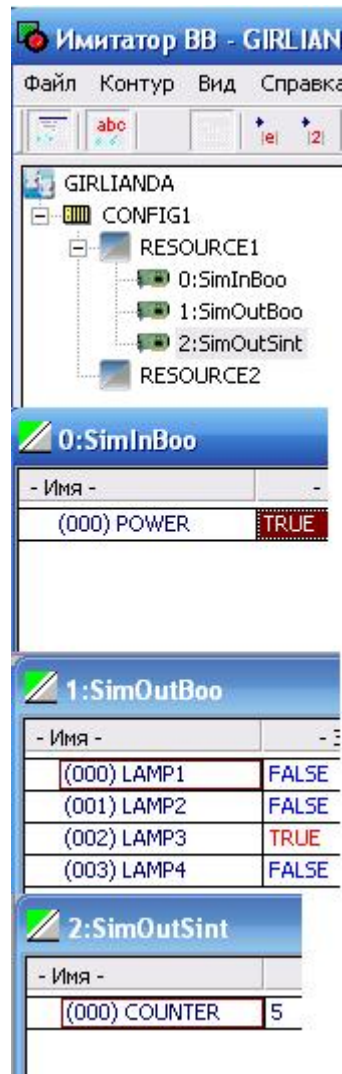 Имитатор ВВ - GIRLIAN
Файл Контур Вид Справка
abc |e| |2|
GIRLIANDA
CONFIG1
RESOURCE1
0:SimInBoo
1:SimOutBoo
2:SimOutSint
RESOURCE2
0:SimInBoo
- Имя - -
(000) POWER TRUE
1:SimOutBoo
- Имя - - З
(000) LAMP1 FALSE
(001) LAMP2 FALSE
(002) LAMP3 TRUE
(003) LAMP4 FALSE
2:SimOutSint
- Имя -
(000) COUNTER 5